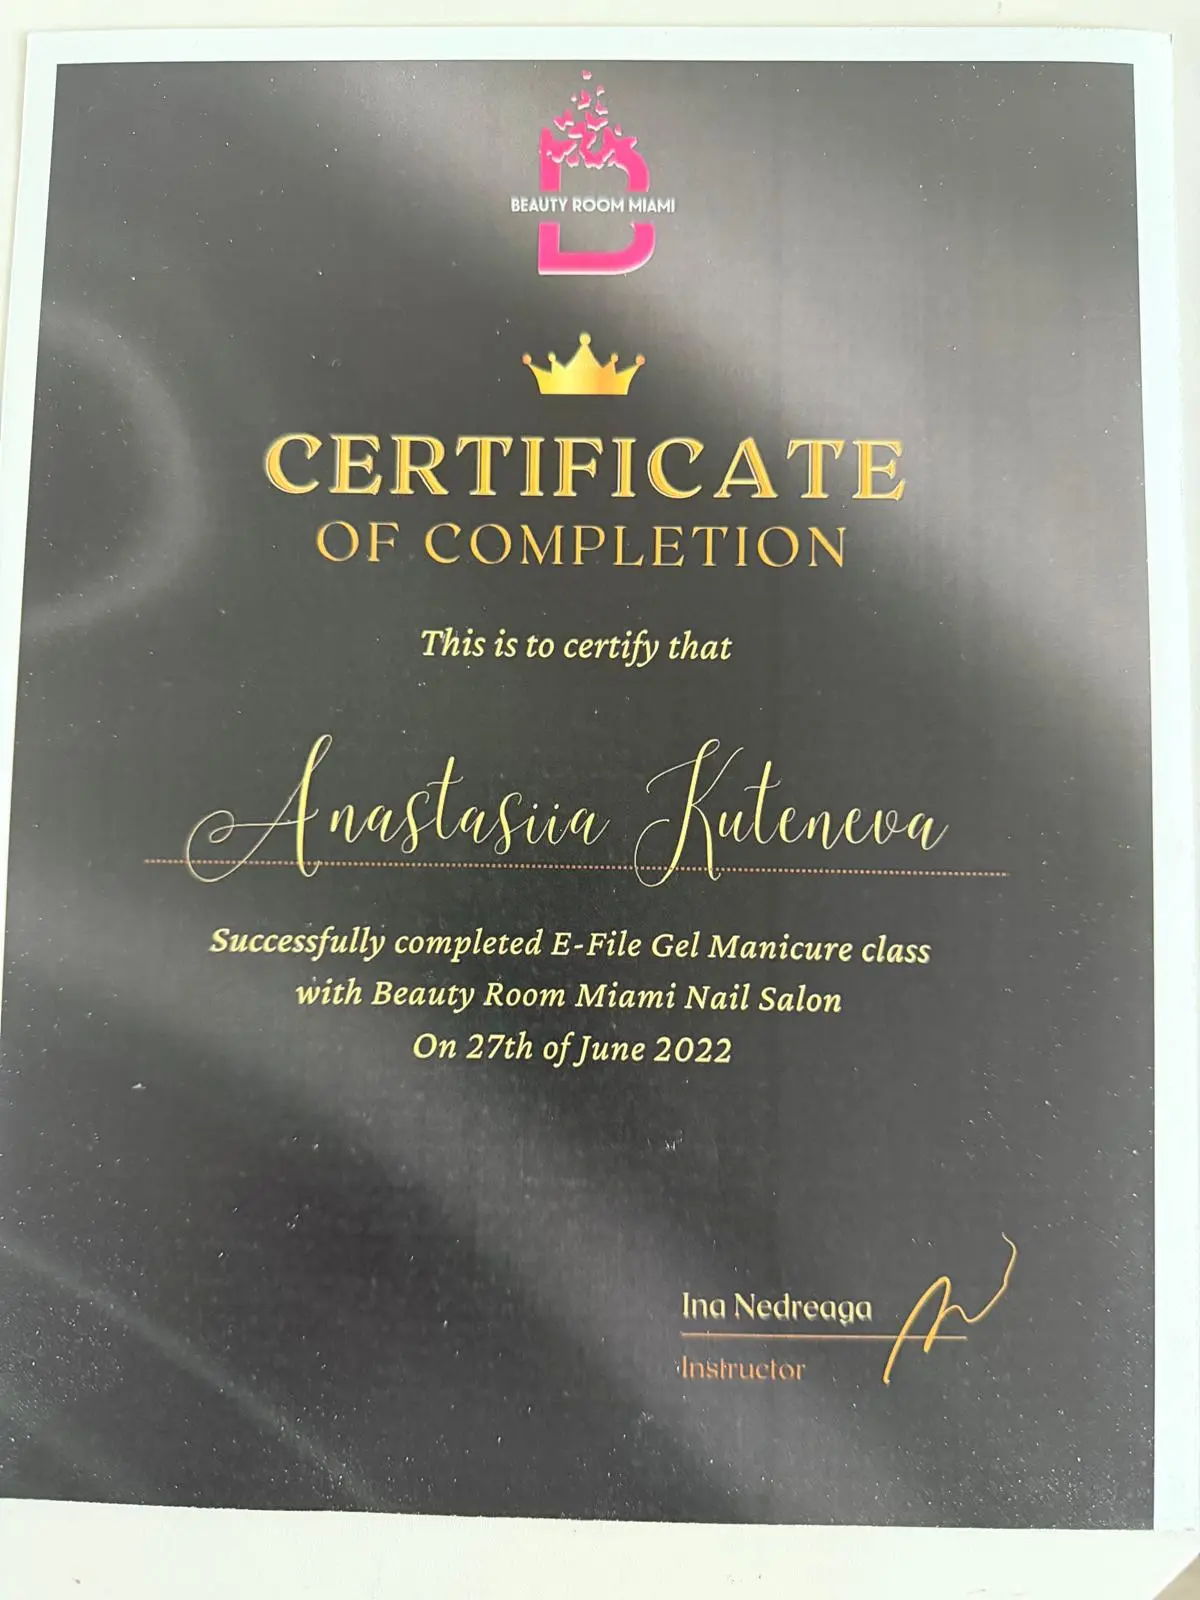 BEAUTY ROOM MIAMI
CERTIFICATE
OF COMPLETION
This is to certify that
Anastasiia Kuteneva
Successfully completed E-File Gel Manicure class
with Beauty Room Miami Nail Salon
On 27th of June 2022
Ina Nedreaga
Instructor